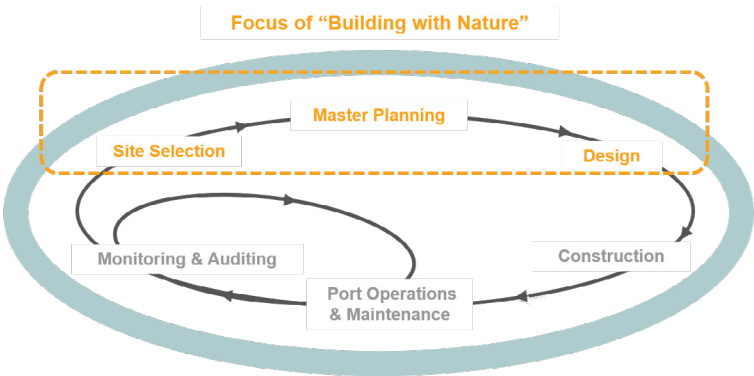 Focus of “Building with Nature”
Master Planning
Site Selection
Design
Monitoring & Auditing
Construction
Port Operations
& Maintenance